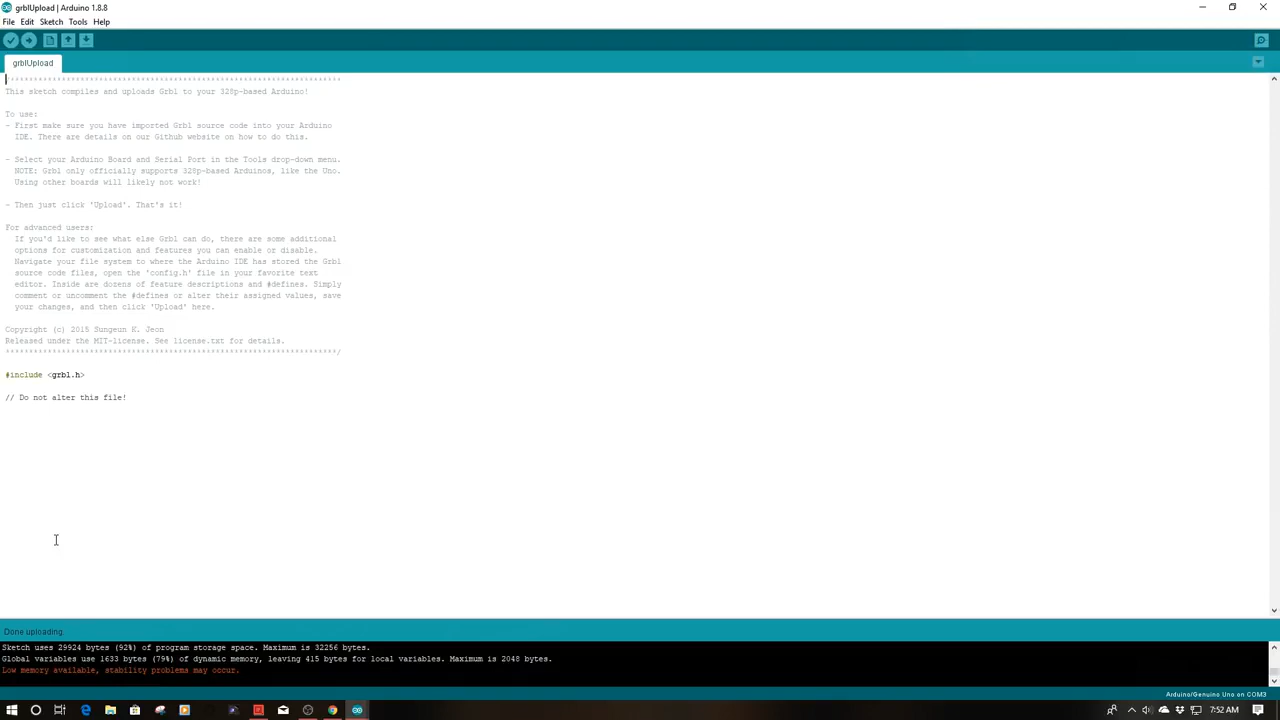 grblUpload | Arduino 1.8.8
File Edit Sketch Tools Help
grblUpload
This sketch compiles and uploads Grbl to your 328p-based Arduino!
To use:
- First make sure you have imported Grbl source code into your Arduino
IDE. There are details on our Github website on how to do this.
- Select your Arduino Board and Serial Port in the Tools drop-down menu.
NOTE: Grbl only officially supports 328p-based Arduinos, like the Uno.
Using other boards will likely not work!
- Then just click 'Upload'. That's it!
For advanced users:
If you'd like to see what else Grbl can do, there are some additional
options for customization and features you can enable or disable.
Navigate your file system to where the Arduino IDE has stored the Grbl
source code files, open the 'config.h' file in your favorite text
editor. Inside are dozens of feature descriptions and #defines. Simply
comment or uncomment the #defines or alter their assigned values, save
your changes, and then click 'Upload' here.
Copyright (c) 2015 Sungeun K. Jeon
Released under the MIT-license. See license.txt for details.
#include <grbl.h>
// Do not alter this file!
Done uploading.
Sketch uses 29924 bytes (92%) of program storage space. Maximum is 32256 bytes.
Global variables use 1633 bytes (79%) of dynamic memory, leaving 415 bytes for local variables. Maximum is 2048 bytes.
Low memory available, stability problems may occur.
Arduino/Genuino Uno on COM3
7:52 AM